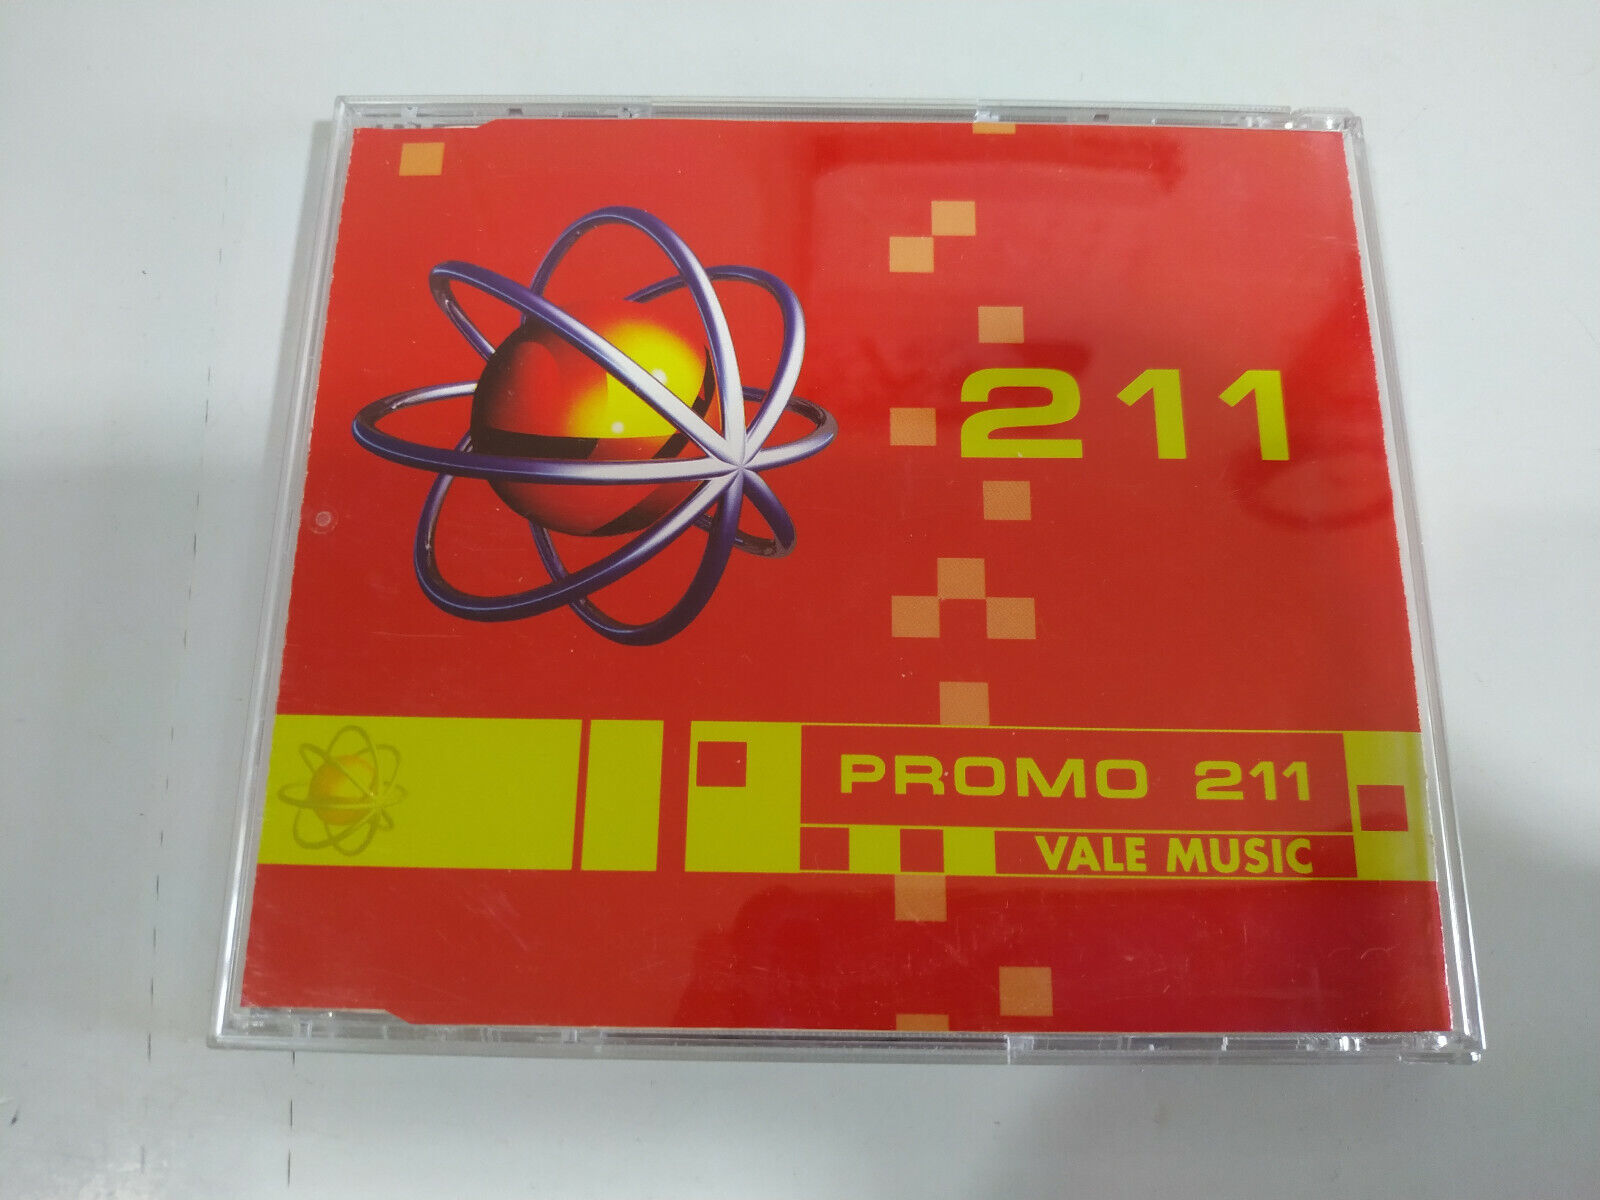 211
PROMO 211
VALE MUSIC